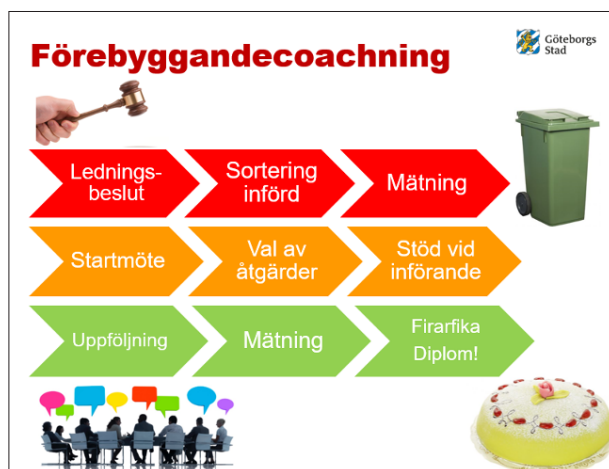 Förebyggandecoachning
Göteborgs
Stad
Lednings-
beslut
Sortering
införd
Mätning
Startmöte
Val av
åtgärder
Stöd vid
införande
Uppföljning
Mätning
Firarfika
Diplom!